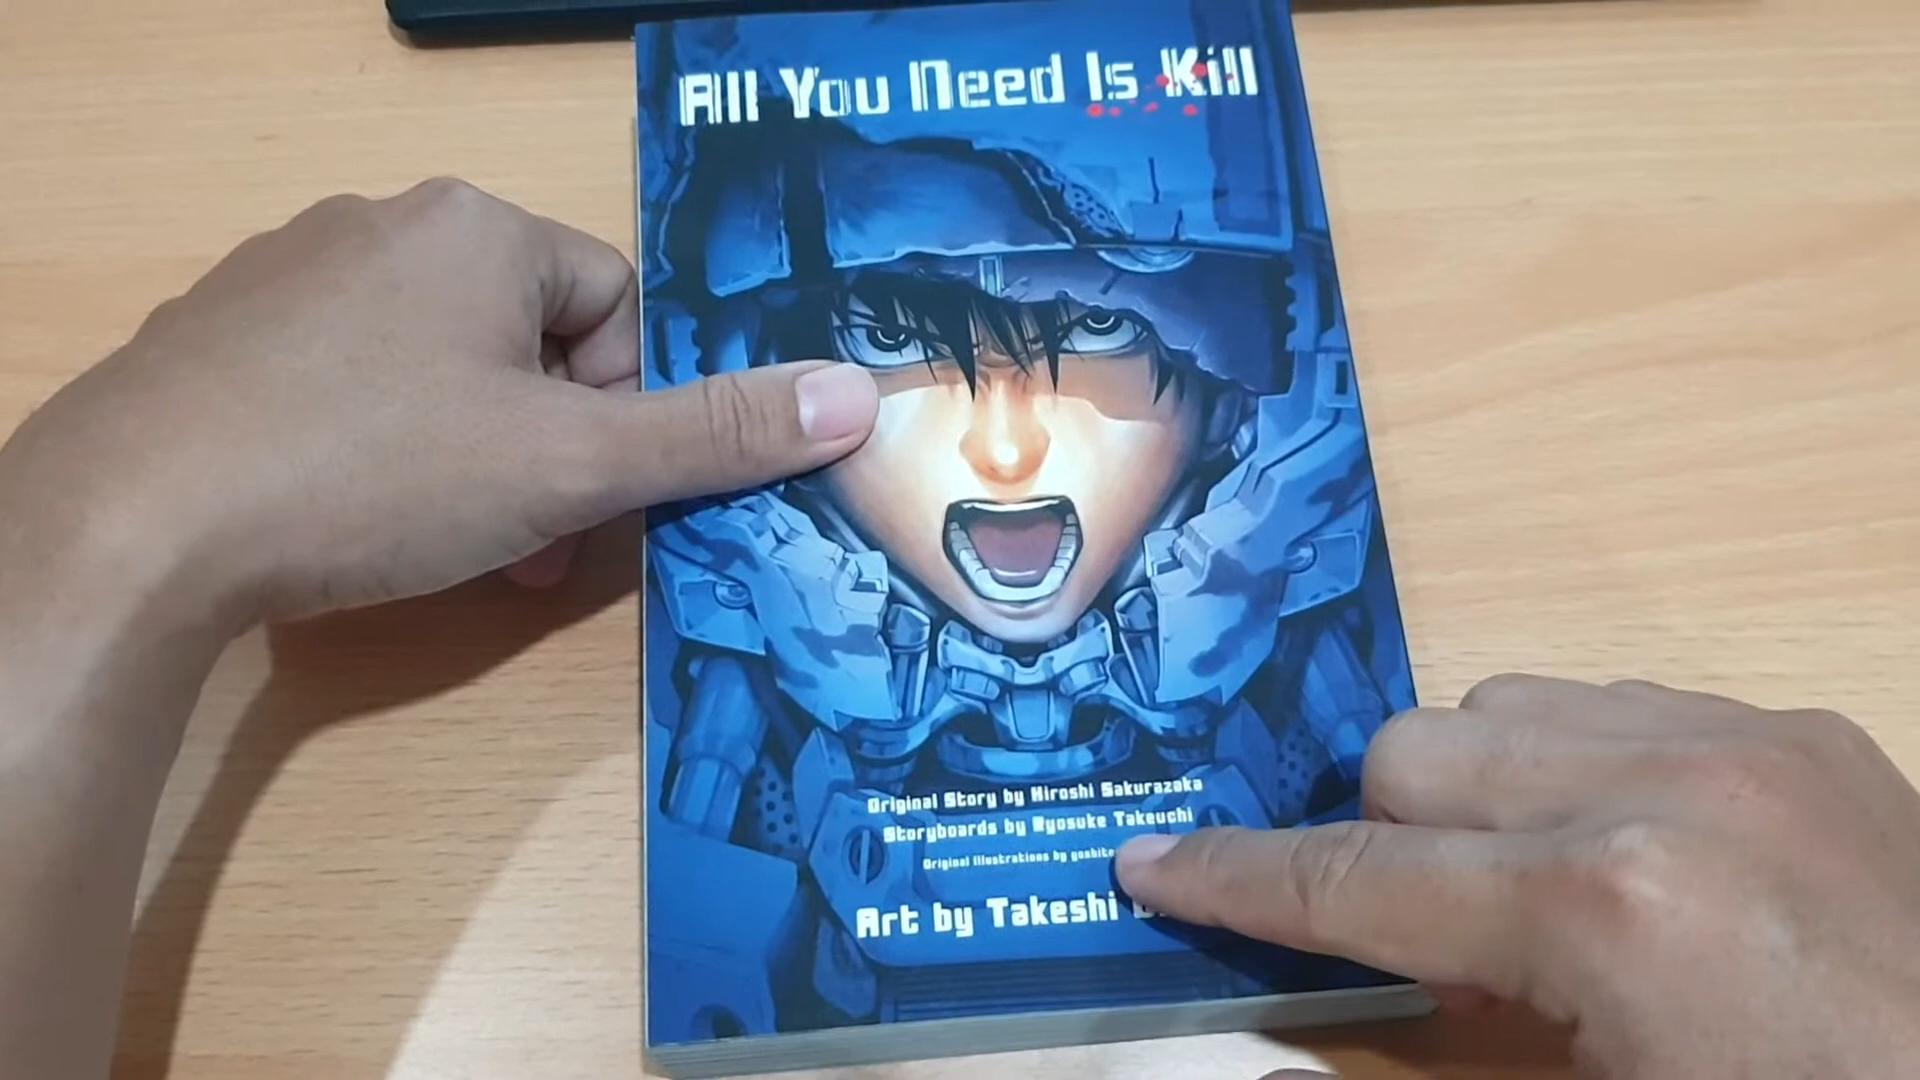 All You Need Is Kill
Original Story by Hiroshi Sakurazaka
Storyboards by Ryosuke Takeuchi
Original Illustrations by
Art by Takeshi